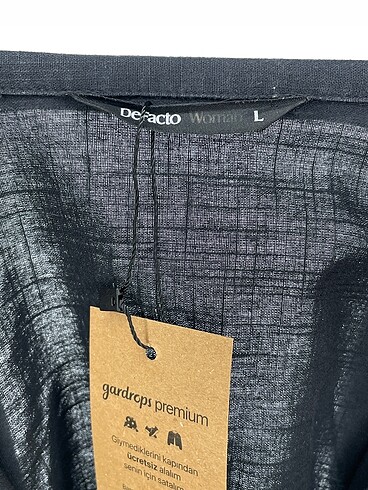 DeFacto Woman L
gardrops premium
Giymediklerini kapından
ücretsiz alalım
senin için satalım